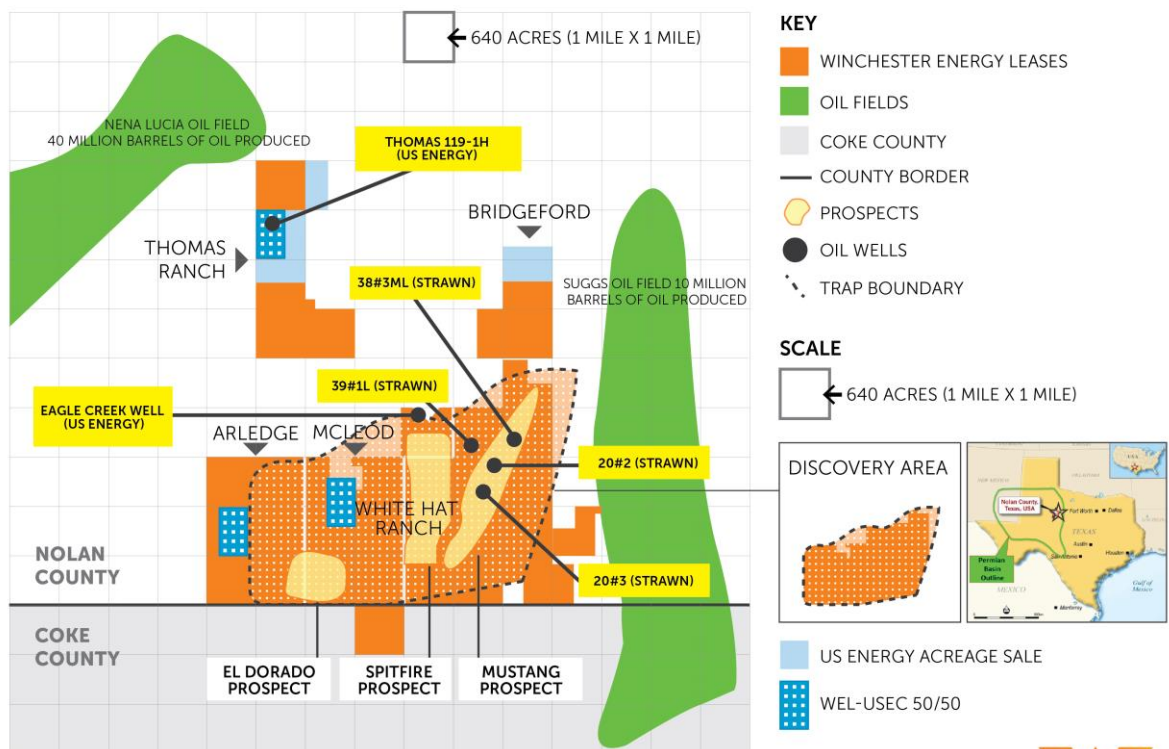 640 ACRES (1 MILE X 1 MILE)
NENA LUCIA OIL FIELD
40 MILLION BARRELS OF OIL PRODUCED
THOMAS 119-1H
(US ENERGY)
BRIDGEFORD
THOMAS
RANCH
38#3ML (STRAWN)
SUGGS OIL FIELD 10 MILLION
BARRELS OF OIL PRODUCED
39#1L (STRAWN)
EAGLE CREEK WELL
(US ENERGY)
ARLEDGE
MCLEOD
20#2 (STRAWN)
WHITE HAT
RANCH
NOLAN
COUNTY
20#3 (STRAWN)
COKE
COUNTY
EL DORADO
PROSPECT
SPITFIRE
PROSPECT
MUSTANG
PROSPECT
KEY
WINCHESTER ENERGY LEASES
OIL FIELDS
COKE COUNTY
COUNTY BORDER
PROSPECTS
OIL WELLS
TRAP BOUNDARY
SCALE
640 ACRES (1 MILE X 1 MILE)
DISCOVERY AREA
USA
Nolan County,
Texas, USA
Fort Worth
Dallas
TEXAS
Austin
Houston
Permian
Basin
Outline
MEXICO
Monterrey
Gulf of
Mexico
US ENERGY ACREAGE SALE
WEL-USEC 50/50